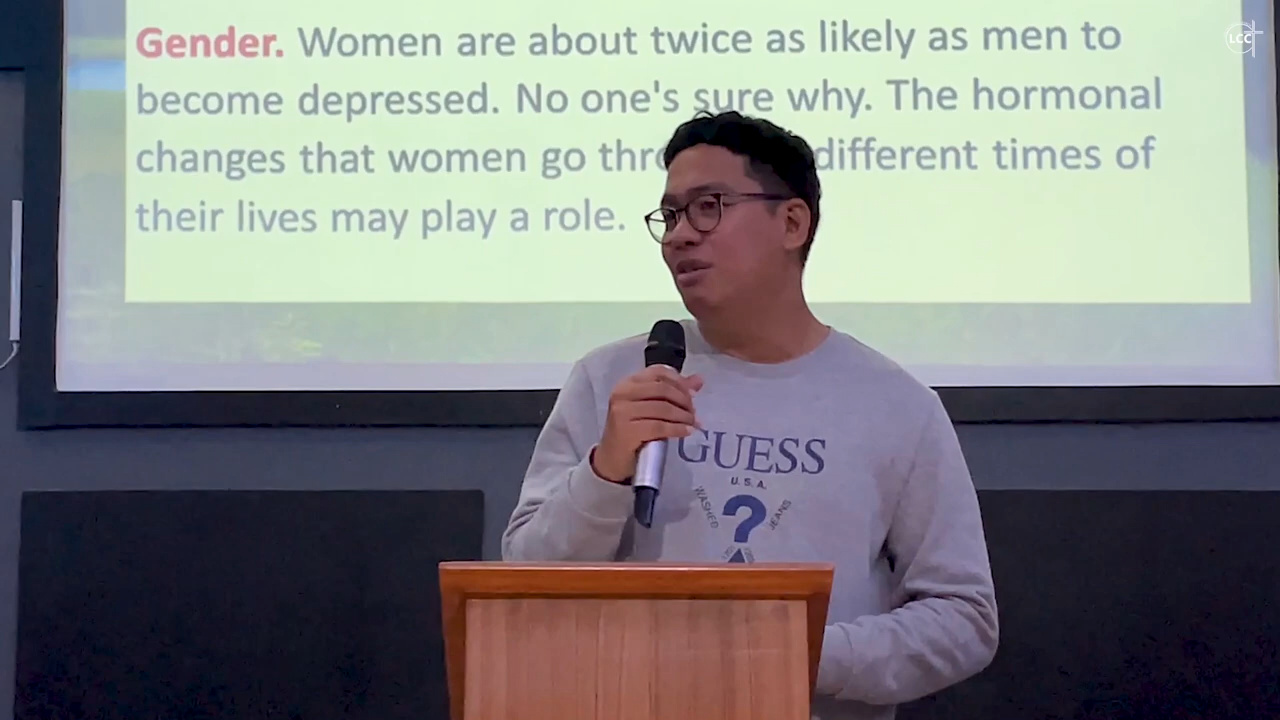 Gender. Women are about twice as likely as men to
become depressed. No one's sure why. The hormonal
changes that women go different times of
their lives may play a role.
LCC
GUESS
U.S.A.
WASHED JEANS
?